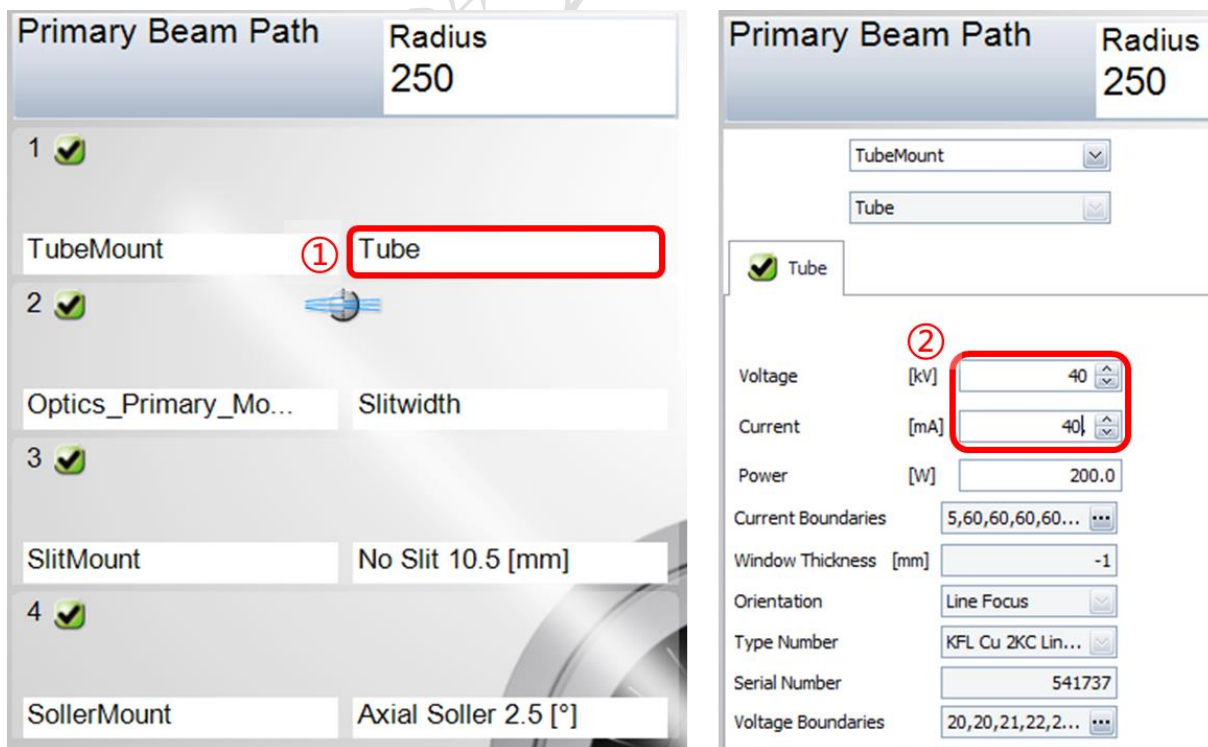 Primary Beam Path
Radius
250
1
TubeMount
① Tube
2
Optics_Primary_Mo...
Slitwidth
3
SlitMount
No Slit 10.5 [mm]
4
SollerMount
Axial Soller 2.5 [°]
Primary Beam Path
Radius
250
TubeMount
Tube
Tube
②
Voltage [kV] 40
Current [mA] 40
Power [W] 200.0
Current Boundaries 5,60,60,60,60... ...
Window Thickness [mm] -1
Orientation Line Focus
Type Number KFL Cu 2KC Lin...
Serial Number 541737
Voltage Boundaries 20,20,21,22,2... ...